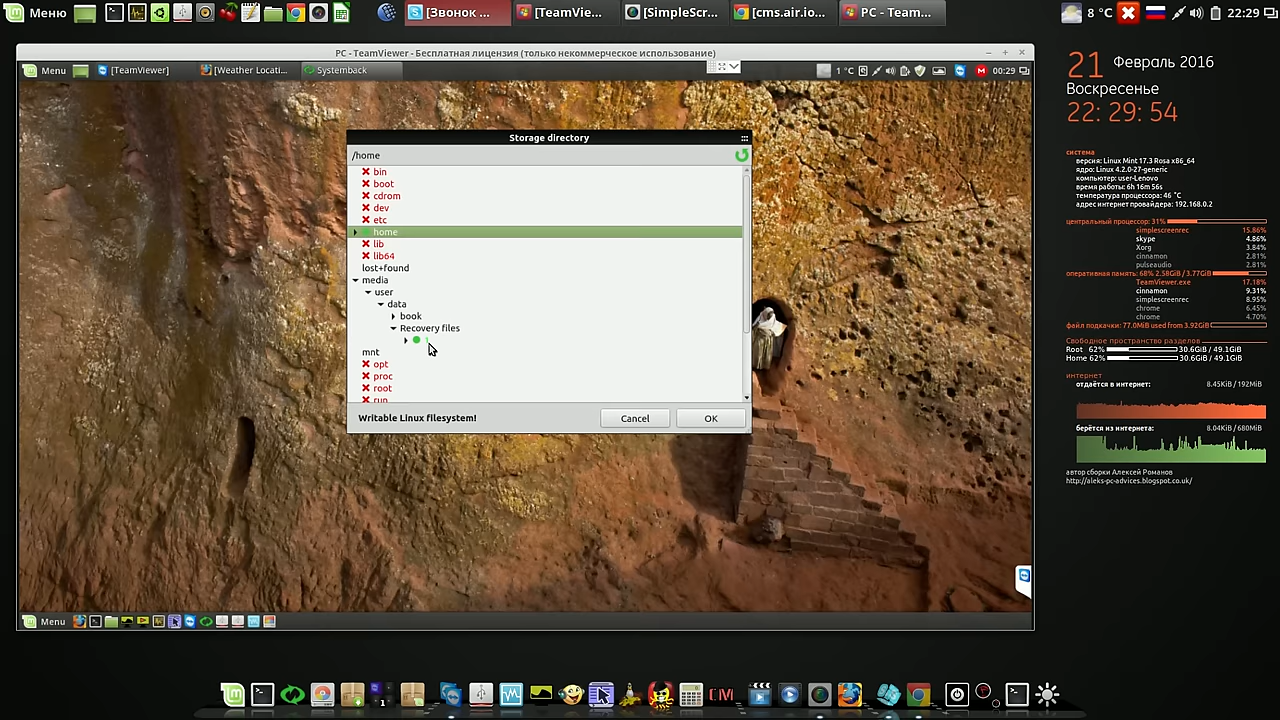 Меню
[Звонок ...
[TeamVie...
[SimpleScr...
[cms.air.io...
PC - Team...
8 °C
22:29
PC - TeamViewer - Бесплатная лицензия (только некоммерческое использование)
Menu
[TeamViewer]
[Weather Locati...
Systemback
1 °C
00:29
Storage directory
/home
bin
boot
cdrom
dev
etc
home
lib
lib64
lost+found
media
user
data
book
Recovery files
1
mnt
opt
proc
root
run
Writable Linux filesystem!
Cancel
OK
Menu
21 Февраль 2016
Воскресенье
22: 29: 54
система
версия: Linux Mint 17.3 Rosa x86_64
ядро: Linux 4.2.0-27-generic
компьютер: user-Lenovo
время работы: 6h 16m 56s
температура процессора: 46 °C
адрес интернет провайдера: 192.168.0.2
центральный процессор: 31%
simplescreenrec 15.86%
skype 4.86%
Xorg 3.84%
cinnamon 2.81%
pulseaudio 2.81%
оперативная память: 68% 2.58GiB / 3.77GiB
TeamViewer.exe 17.18%
cinnamon 9.31%
simplescreenrec 8.95%
chrome 6.45%
chrome 4.70%
файл подкачки: 77.0MiB used from 3.92GiB
Свободное пространство разделов
Root 62% 30.6GiB / 49.1GiB
Home 62% 30.6GiB / 49.1GiB
интернет
отдаётся в интернет: 8.45KiB / 192MiB
берётся из интернета: 8.04KiB / 680MiB
автор сборки Алексей Романов
http://aleks-pc-advices.blogspot.co.uk/